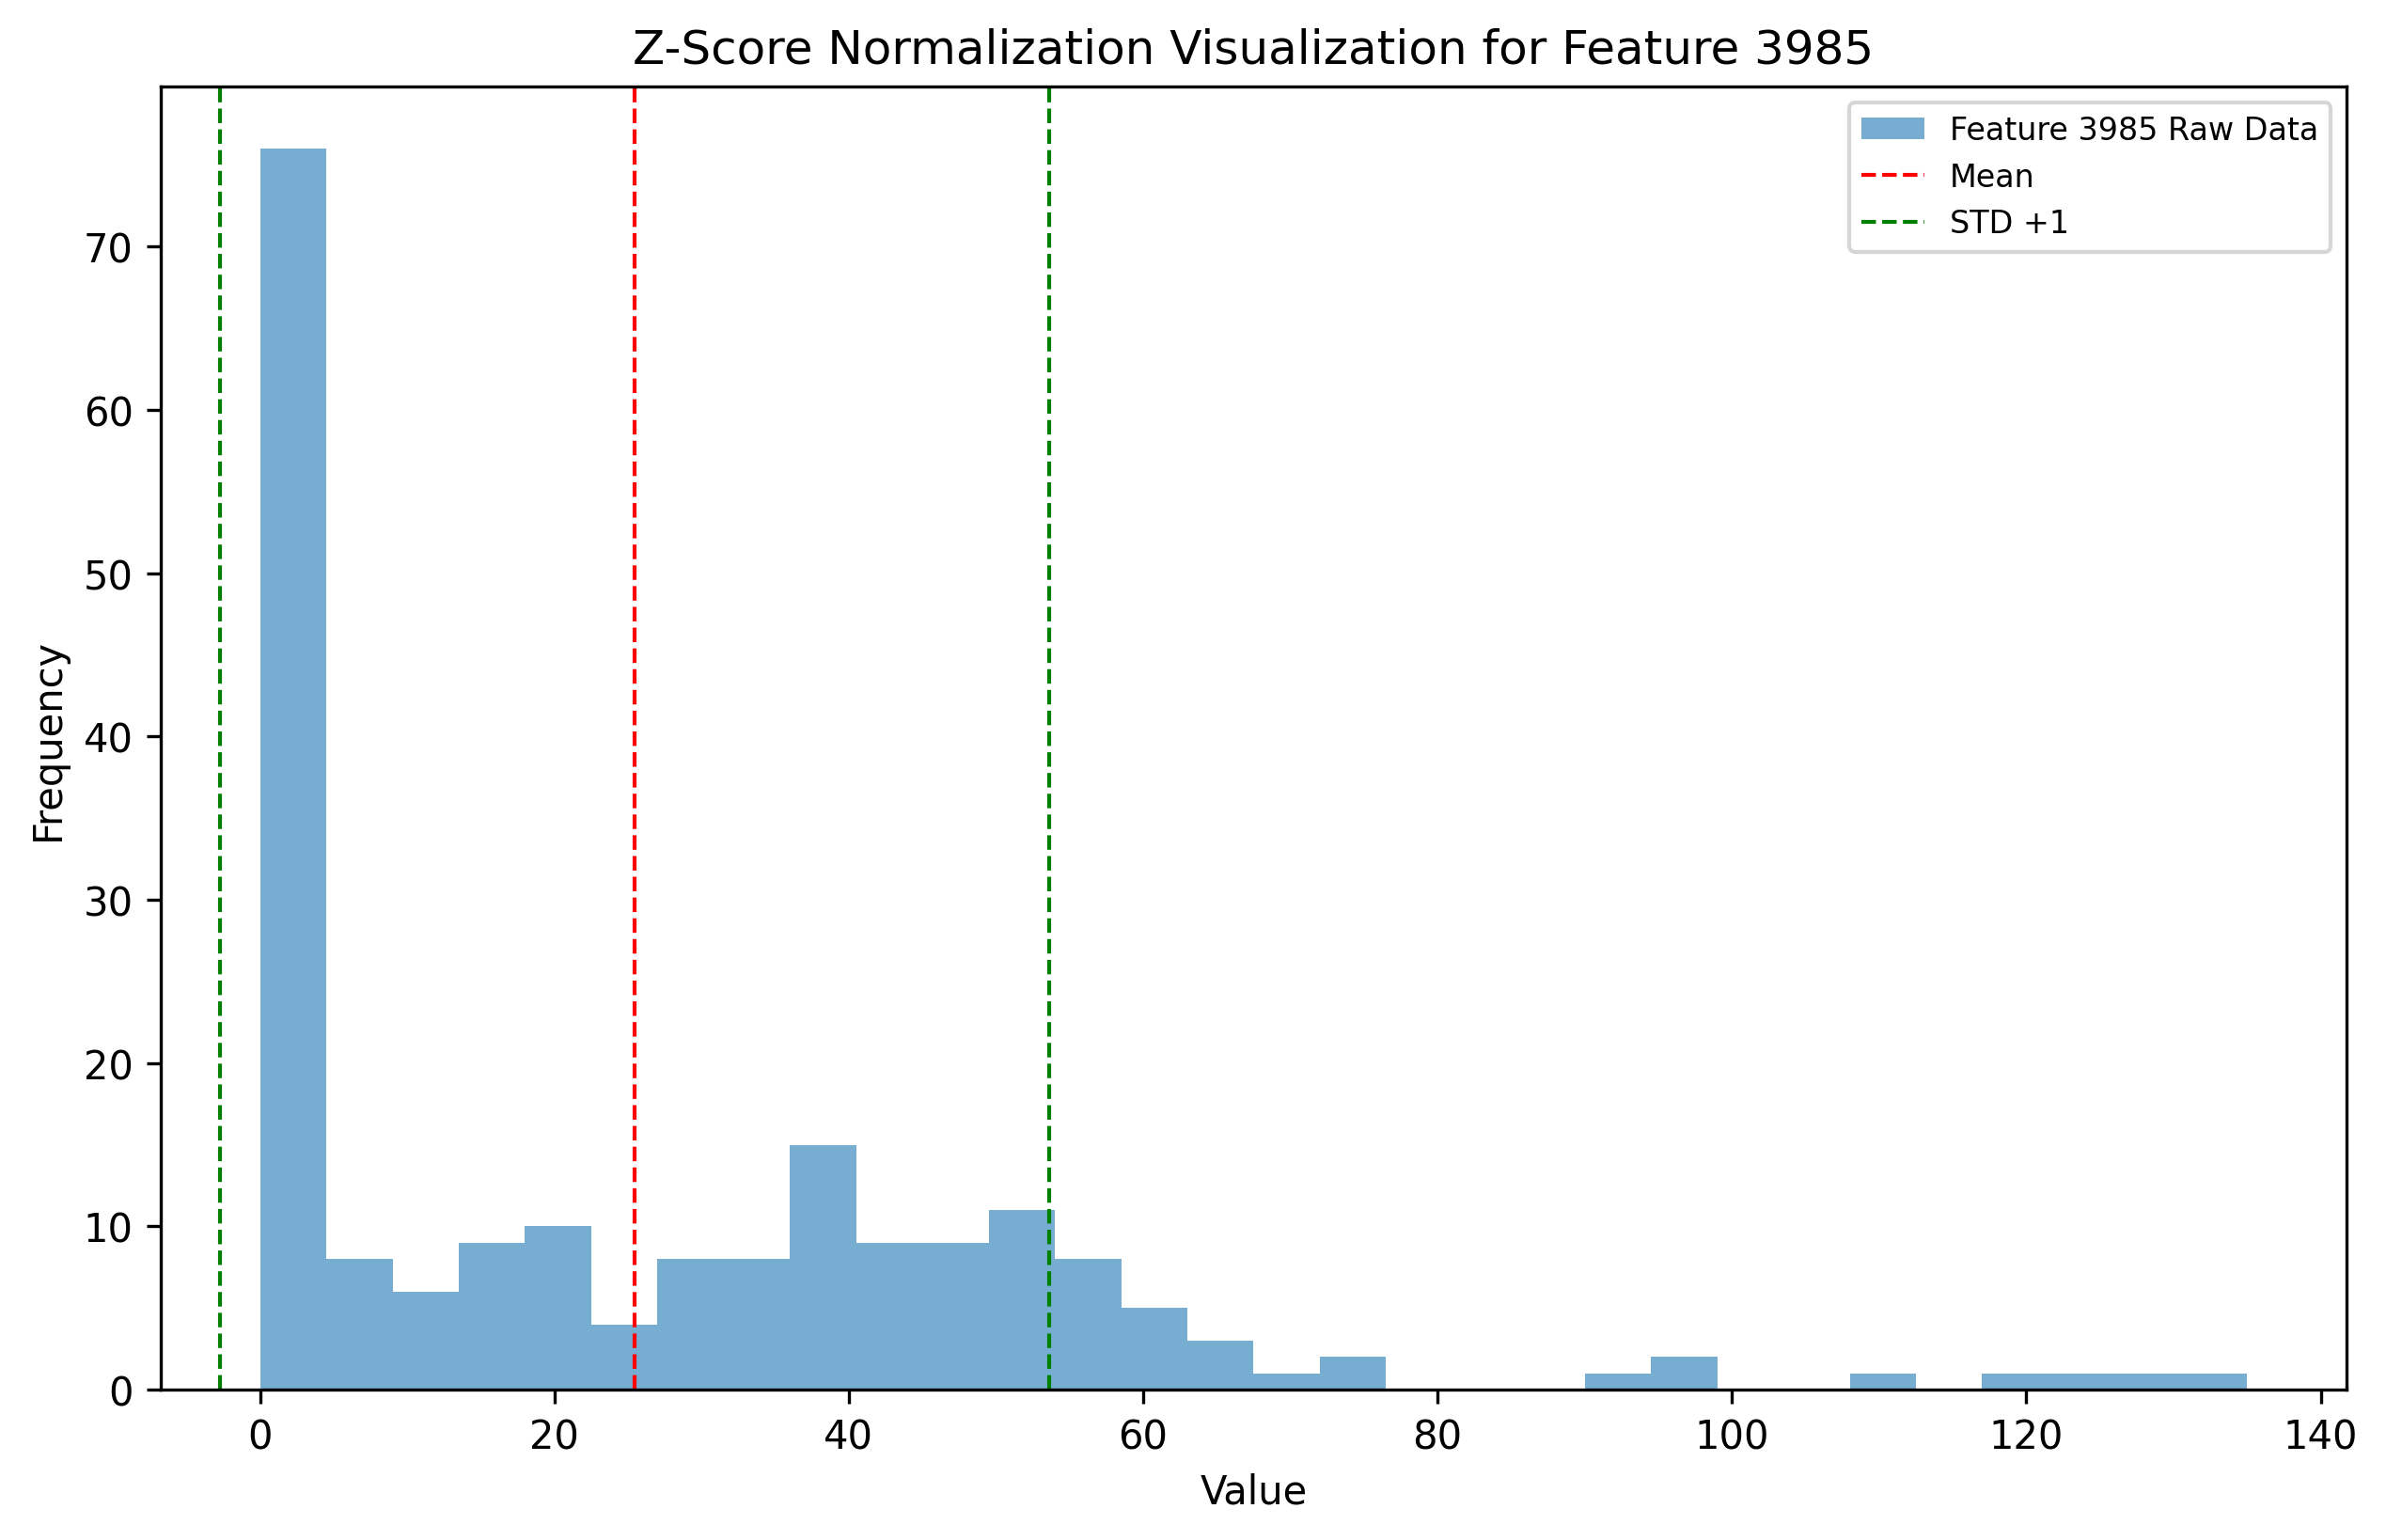 Z-Score Normalization Visualization for Feature 3985
Feature 3985 Raw Data
Mean
STD +1
70
60
50
40
30
20
10
0
Frequency
0 20 40 60 80 100 120 140
Value